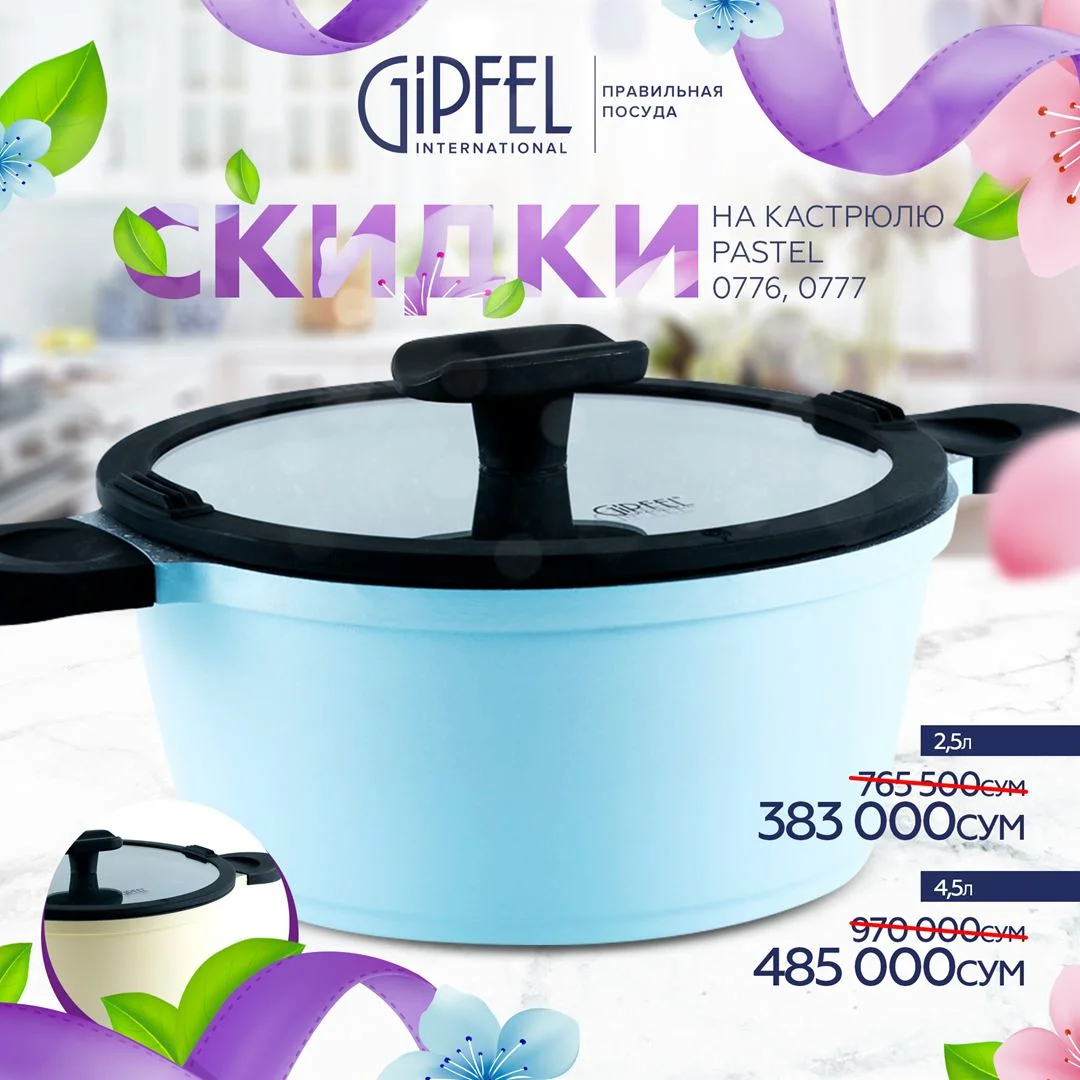 GIPFEL
INTERNATIONAL
ПРАВИЛЬНАЯ
ПОСУДА
СКИДКИ
НА КАСТРЮЛЮ
PASTEL
0776, 0777
GIPFEL
2,5л
765 500сум
383 000сум
4,5л
970 000сум
485 000сум